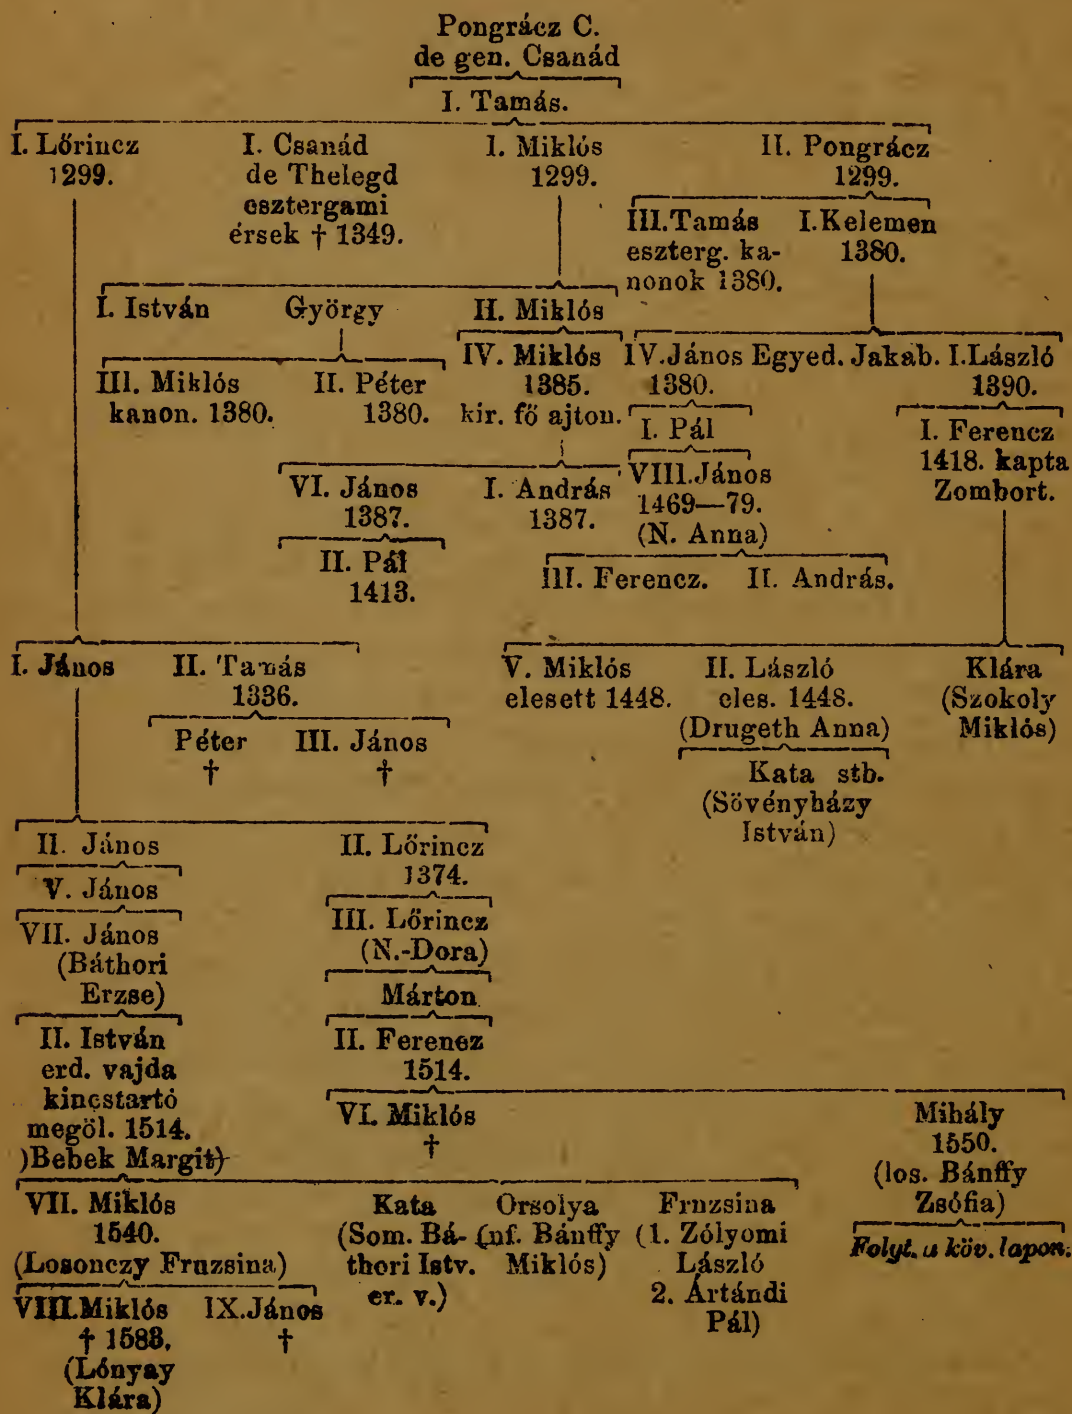 Pongrácz C.
de gen. Csanád
I. Tamás.
I. Lőrincz I. Csanád 1. Miklós II. Pongrácz
1299. de Thelegd 1299. 1299.
esztergami
érsek † 1349.
III.Tamás I.Kelemen
eszterg. ka- 1380.
nonok 1380.
I. István György II. Miklós
IV. Miklós IV.János Egyed. Jakab. I.László
1385. 1380. 1390.
kir. fő ajton.
III. Miklós II. Péter
kanon. 1380. 1380.
I. Pál I. Ferencz
1418. kapta
Zombort.
VI. János I. András VIII.János
1387. 1387. 1469—79.
(N. Anna)
II. Pál III. Ferencz. II. András.
1413.
I. János II. Tamás V. Miklós II. László Klára
1336. elesett 1448. eles. 1448. (Szokoly
(Drugeth Anna) Miklós)
Péter III. János Kata stb.
† † (Sövényházy
István)
II. János II. Lőrincz
1374.
V. János III. Lőrincz
(N.-Dora)
VII. János Márton
(Báthori
Erzse)
II. István II. Ferencz
erd. vajda 1514.
kincstartó
megöl. 1514.
)Bebek Margit)
VI. Miklós Mihály
† 1550.
(los. Bánffy
Zsófia)
Folyt. a köv. lapon.
VII. Miklós Kata Orsolya Fruzsina
1540. (Som. Bá- (nf. Bánffy (1. Zólyomi
(Losonczy Fruzsina) thori Istv. Miklós) László
er. v.) 2. Ártándi
Pál)
VIII.Miklós IX.János
† 1583. †
(Lónyay
Klára)